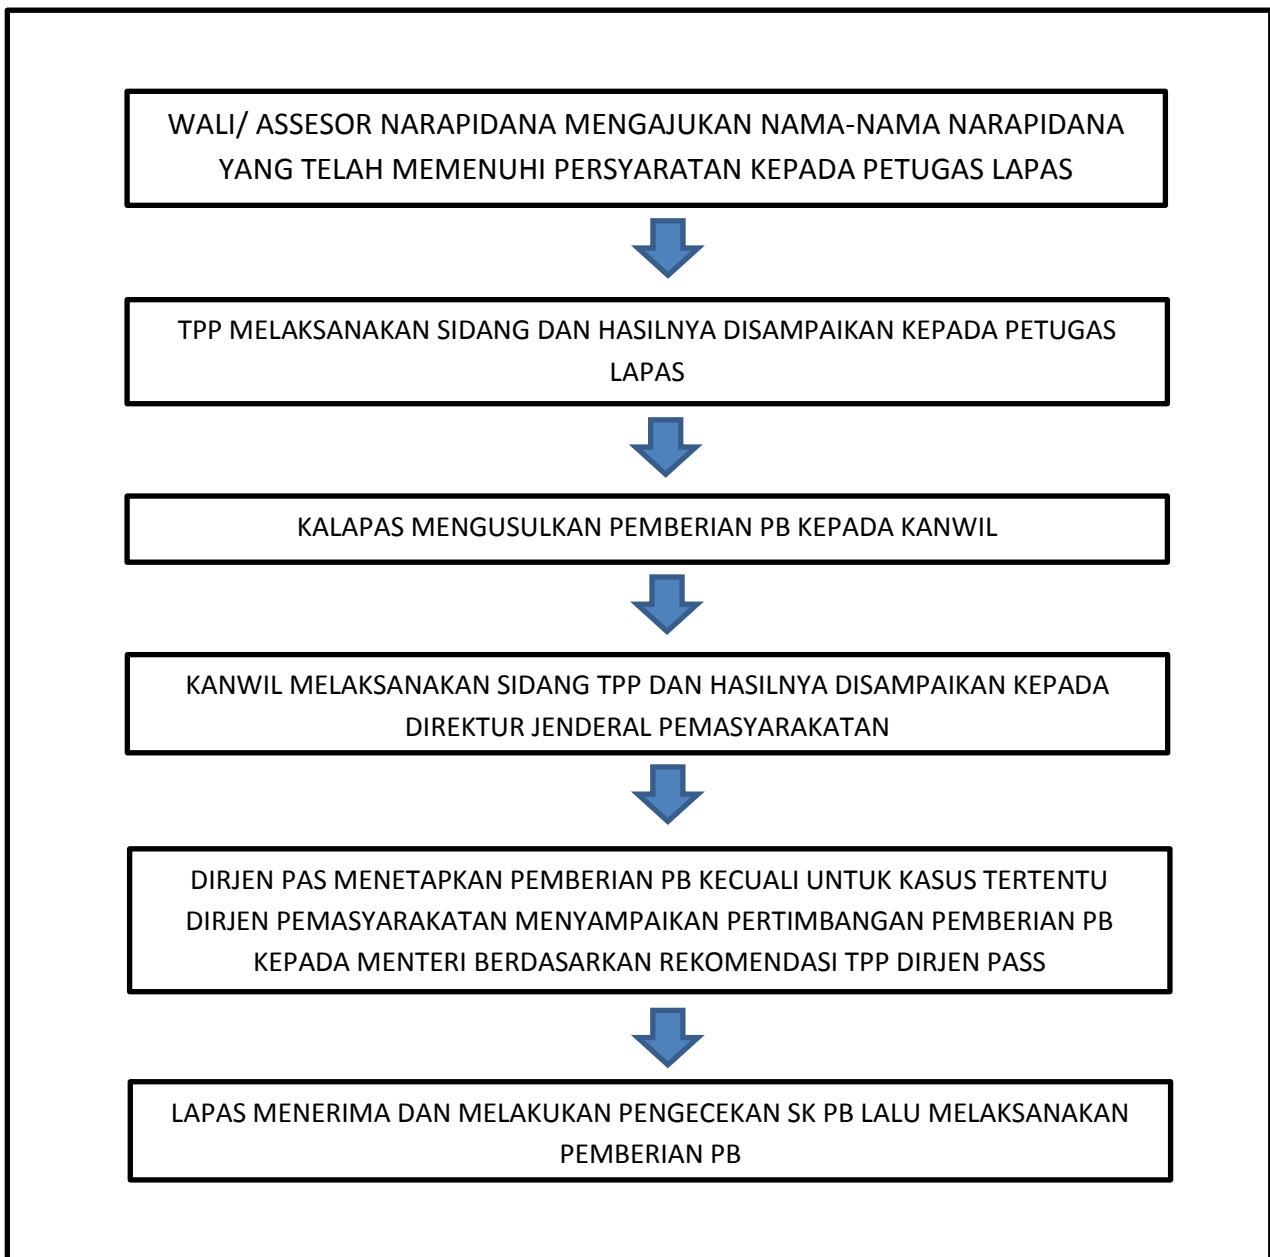 WALI/ ASSESOR NARAPIDANA MENGAJUKAN NAMA-NAMA NARAPIDANA
YANG TELAH MEMENUHI PERSYARATAN KEPADA PETUGAS LAPAS
TPP MELAKSANAKAN SIDANG DAN HASILNYA DISAMPAIKAN KEPADA PETUGAS
LAPAS
KALAPAS MENGUSULKAN PEMBERIAN PB KEPADA KANWIL
KANWIL MELAKSANAKAN SIDANG TPP DAN HASILNYA DISAMPAIKAN KEPADA
DIREKTUR JENDERAL PEMASYARAKATAN
DIRJEN PAS MENETAPKAN PEMBERIAN PB KECUALI UNTUK KASUS TERTENTU
DIRJEN PEMASYARAKATAN MENYAMPAIKAN PERTIMBANGAN PEMBERIAN PB
KEPADA MENTERI BERDASARKAN REKOMENDASI TPP DIRJEN PASS
LAPAS MENERIMA DAN MELAKUKAN PENGECEKAN SK PB LALU MELAKSANAKAN
PEMBERIAN PB